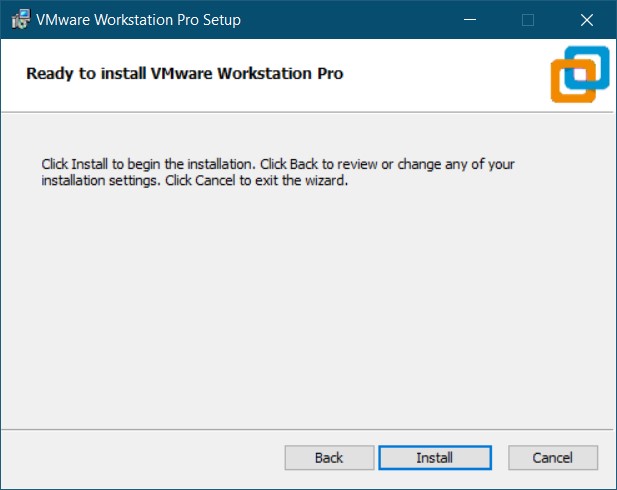 VMware Workstation Pro Setup
Ready to install VMware Workstation Pro
Click Install to begin the installation. Click Back to review or change any of your
installation settings. Click Cancel to exit the wizard.
Back Install Cancel